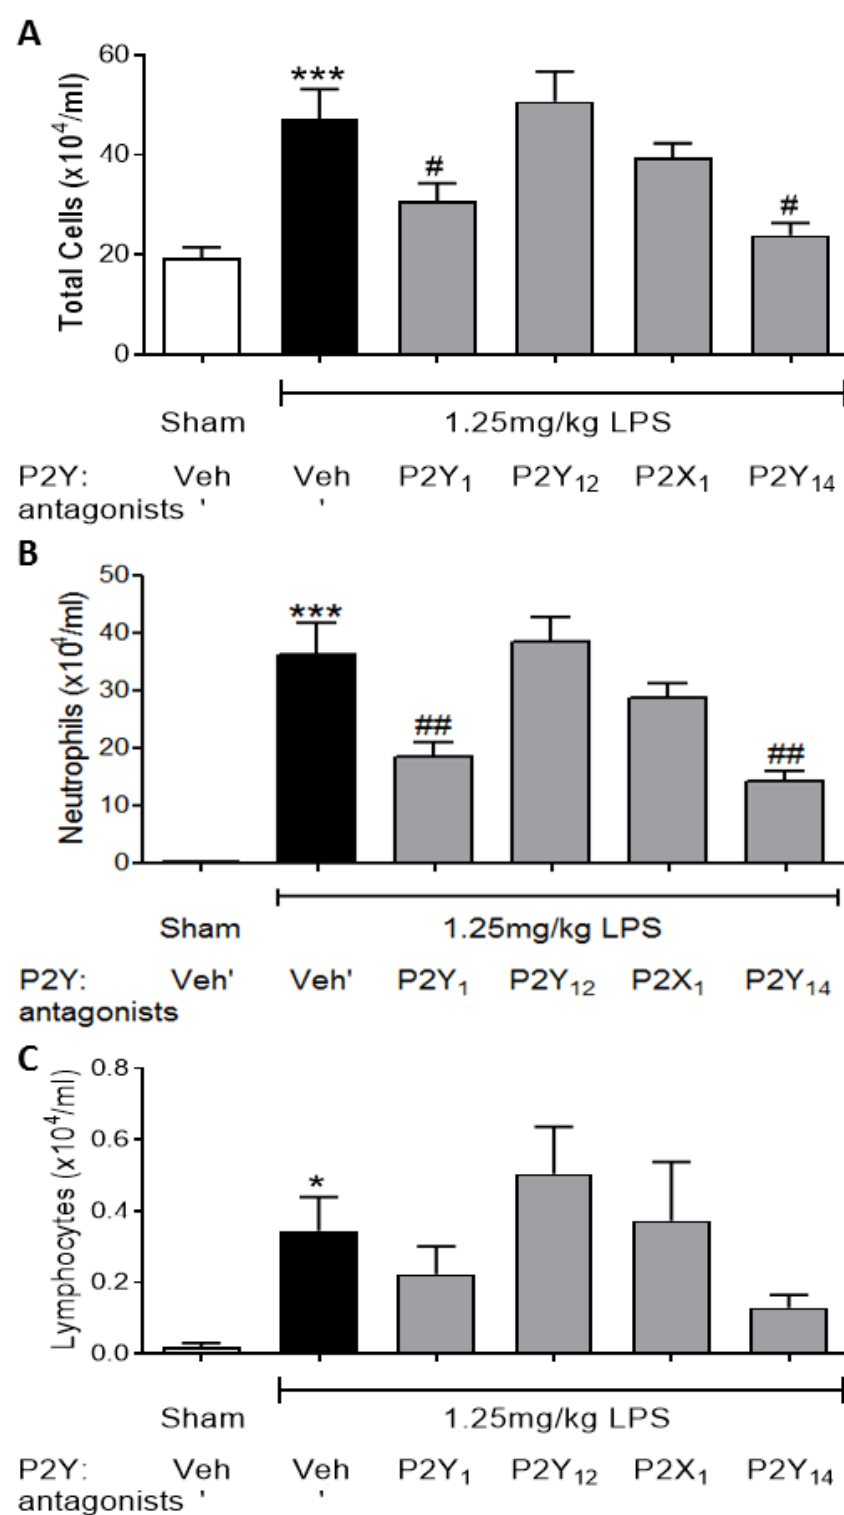 A
Total Cells (x10⁴/ml)
60
40
20
0
***
#
#
Sham 1.25mg/kg LPS
P2Y: Veh Veh P2Y₁ P2Y₁₂ P2X₁ P2Y₁₄
antagonists ' '
B
Neutrophils (x10⁴/ml)
50
40
30
20
10
0
***
##
##
Sham 1.25mg/kg LPS
P2Y: Veh' Veh' P2Y₁ P2Y₁₂ P2X₁ P2Y₁₄
antagonists
C
Lymphocytes (x10⁴/ml)
0.8
0.6
0.4
0.2
0.0
*
Sham 1.25mg/kg LPS
P2Y: Veh Veh P2Y₁ P2Y₁₂ P2X₁ P2Y₁₄
antagonists ' '